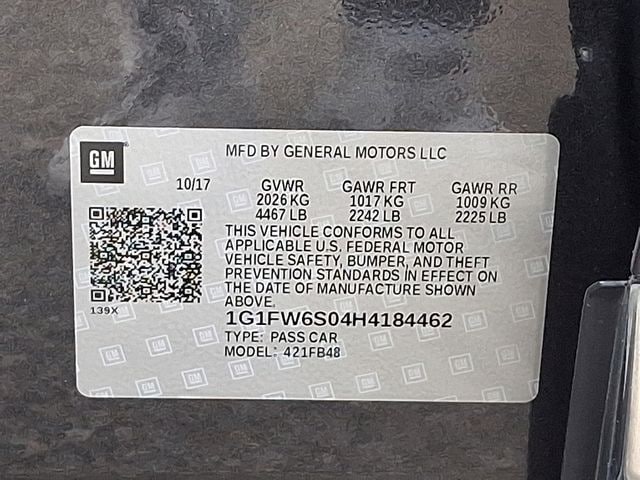 GM
MFD BY GENERAL MOTORS LLC
10/17 GVWR GAWR FRT GAWR RR
2026 KG 1017 KG 1009 KG
4467 LB 2242 LB 2225 LB
THIS VEHICLE CONFORMS TO ALL
APPLICABLE U.S. FEDERAL MOTOR
VEHICLE SAFETY, BUMPER, AND THEFT
PREVENTION STANDARDS IN EFFECT ON
THE DATE OF MANUFACTURE SHOWN
ABOVE.
139X
1G1FW6S04H4184462
TYPE: PASS CAR
MODEL: 421FB48